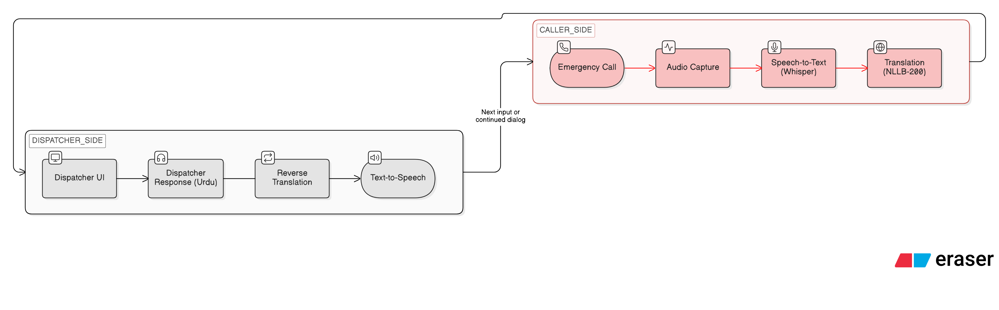 CALLER_SIDE
Emergency Call
Audio Capture
Speech-to-Text
(Whisper)
Translation
(NLLB-200)
Next input or
continued dialog
DISPATCHER_SIDE
Dispatcher UI
Dispatcher
Response (Urdu)
Reverse
Translation
Text-to-Speech
eraser